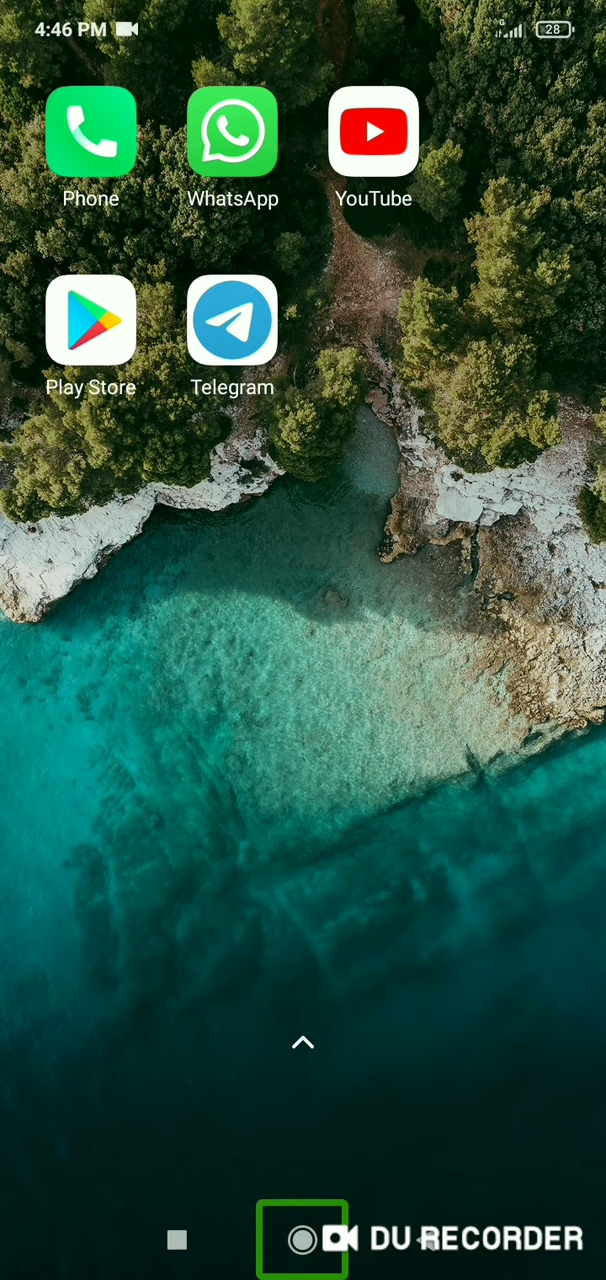 4:46 PM
G
28
Phone
WhatsApp
YouTube
Play Store
Telegram
DU RECORDER